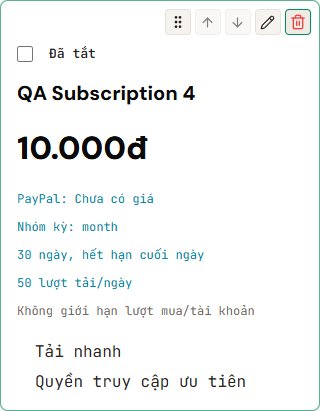 Đã tắt
QA Subscription 4
10.000đ
PayPal: Chưa có giá
Nhóm kỳ: month
30 ngày, hết hạn cuối ngày
50 lượt tải/ngày
Không giới hạn lượt mua/tài khoản
Tải nhanh
Quyền truy cập ưu tiên